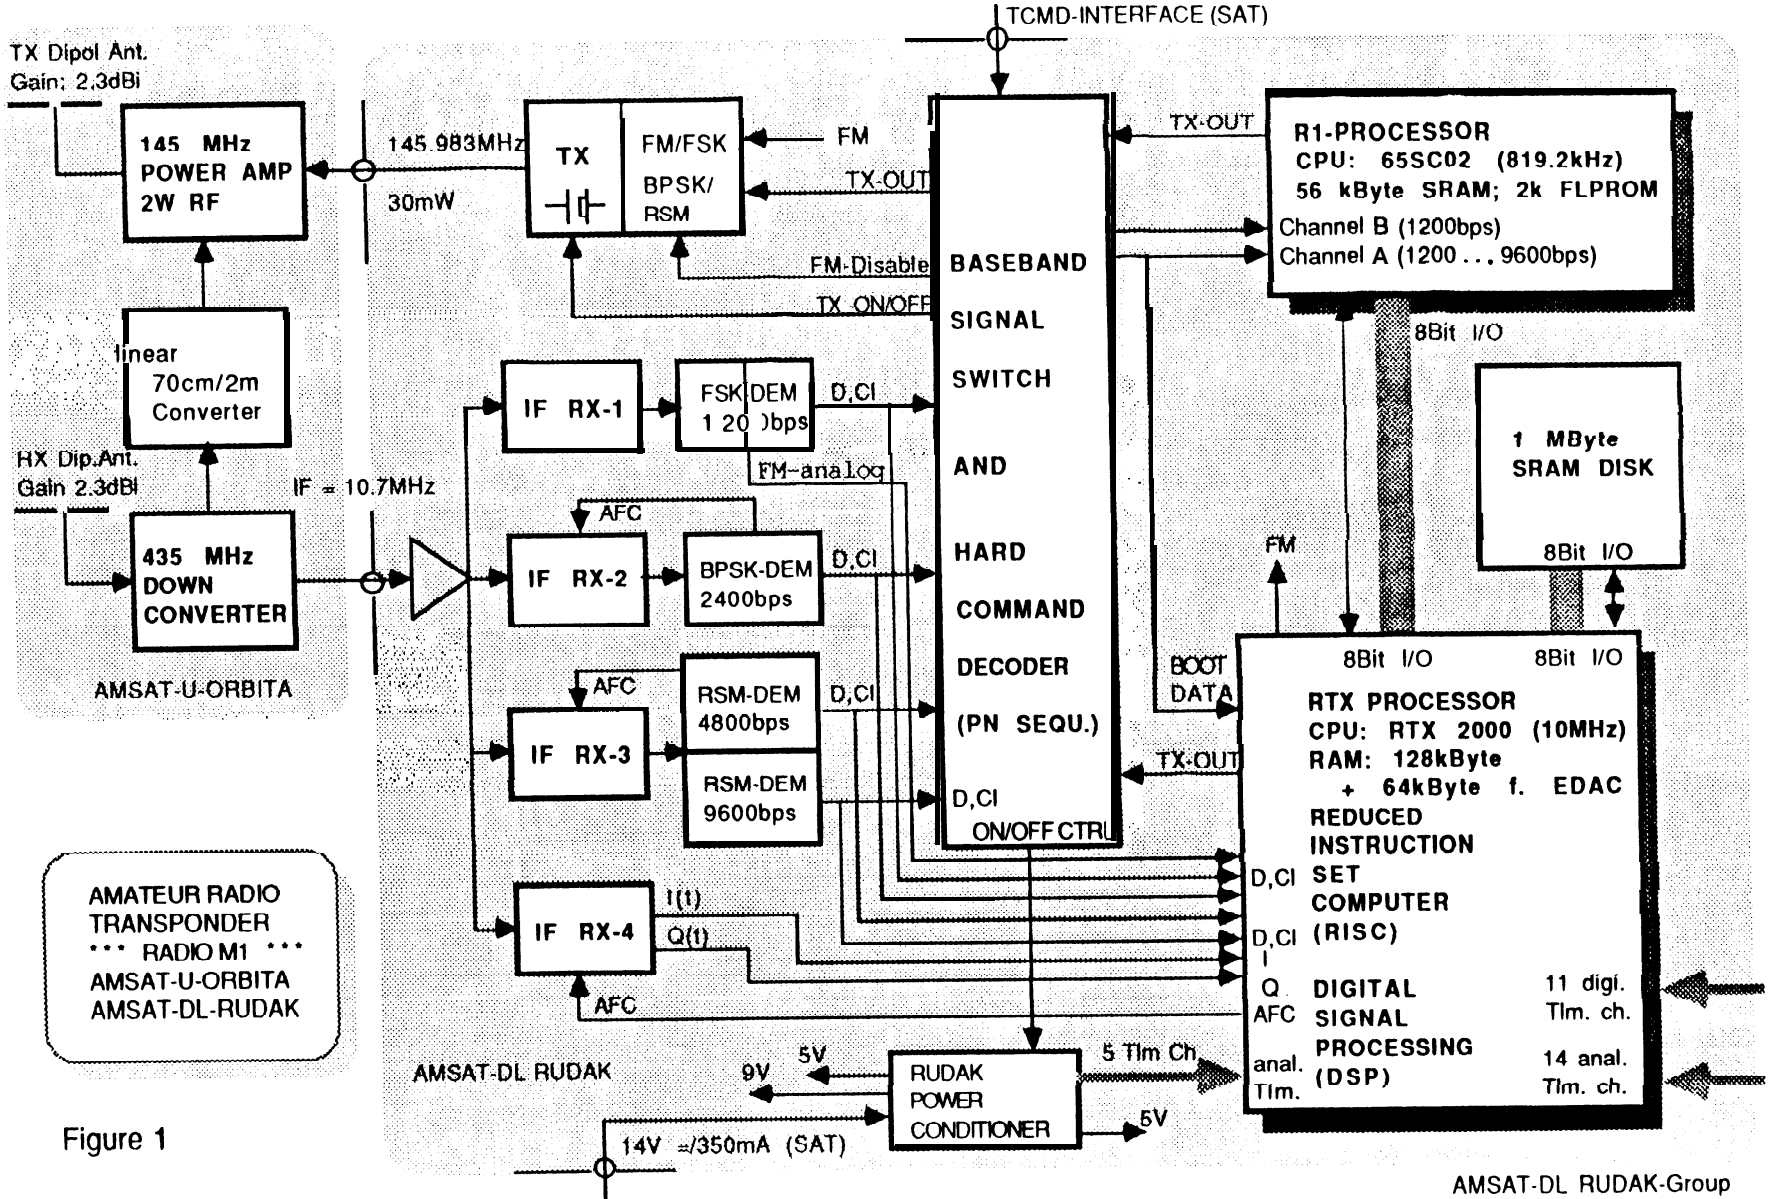 TCMD-INTERFACE (SAT)
TX Dipol Ant.
Gain: 2.3dBi
145 MHz
POWER AMP
2W RF
145.983MHz
30mW
TX
FM/FSK
BPSK/
RSM
FM
TX-OUT
FM-Disable
TX ON/OFF
TX-OUT
R1-PROCESSOR
CPU: 65SC02 (819.2kHz)
56 kByte SRAM; 2k FLPROM
Channel B (1200bps)
Channel A (1200 ... 9600bps)
8Bit I/O
linear
70cm/2m
Converter
RX Dip.Ant.
Gain 2.3dBi
IF = 10.7MHz
435 MHz
DOWN
CONVERTER
AMSAT-U-ORBITA
IF RX-1
FSK-DEM
1200bps
D,Cl
FM-analog
AFC
IF RX-2
BPSK-DEM
2400bps
D,Cl
AFC
IF RX-3
RSM-DEM
4800bps
D,Cl
RSM-DEM
9600bps
D,Cl
IF RX-4
I(t)
Q(t)
AFC
BASEBAND
SIGNAL
SWITCH
AND
HARD
COMMAND
DECODER
(PN SEQU.)
ON/OFF CTRL
1 MByte
SRAM DISK
8Bit I/O
FM
BOOT
DATA
TX-OUT
8Bit I/O
8Bit I/O
RTX PROCESSOR
CPU: RTX 2000 (10MHz)
RAM: 128kByte
+ 64kByte f. EDAC
REDUCED
INSTRUCTION
D,Cl SET
COMPUTER
D,Cl (RISC)
I
Q DIGITAL
AFC SIGNAL
PROCESSING
(DSP)
anal.
Tlm.
11 digi.
Tlm. ch.
14 anal.
Tlm. ch.
AMATEUR RADIO
TRANSPONDER
*** RADIO M1 ***
AMSAT-U-ORBITA
AMSAT-DL-RUDAK
AMSAT-DL RUDAK
5V
9V
RUDAK
POWER
CONDITIONER
5 Tlm Ch.
5V
14V =/350mA (SAT)
Figure 1
AMSAT-DL RUDAK-Group